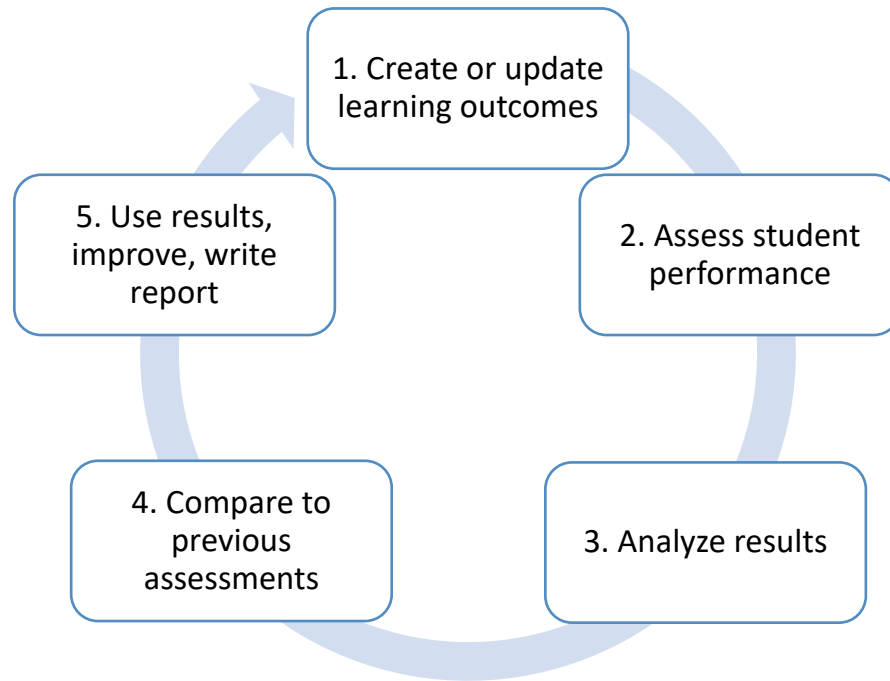 1. Create or update
learning outcomes
2. Assess student
performance
3. Analyze results
4. Compare to
previous
assessments
5. Use results,
improve, write
report